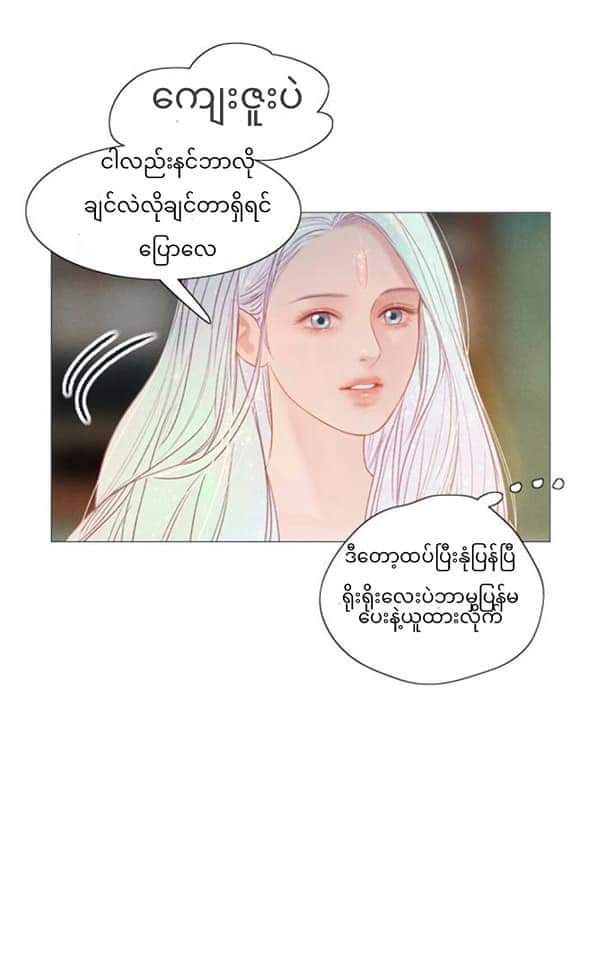 ကျေးဇူးပဲ
ငါလည်းနင်ဘာလို
ချင်လဲလိုချင်တာရှိရင်
ပြောလေ
ဒီတော့ထပ်ပြီးနုံပြန်ပြီ
ရိုးရိုးလေးပဲဘာမှပြန်မ
ပေးနဲ့ယူထားလိုက်